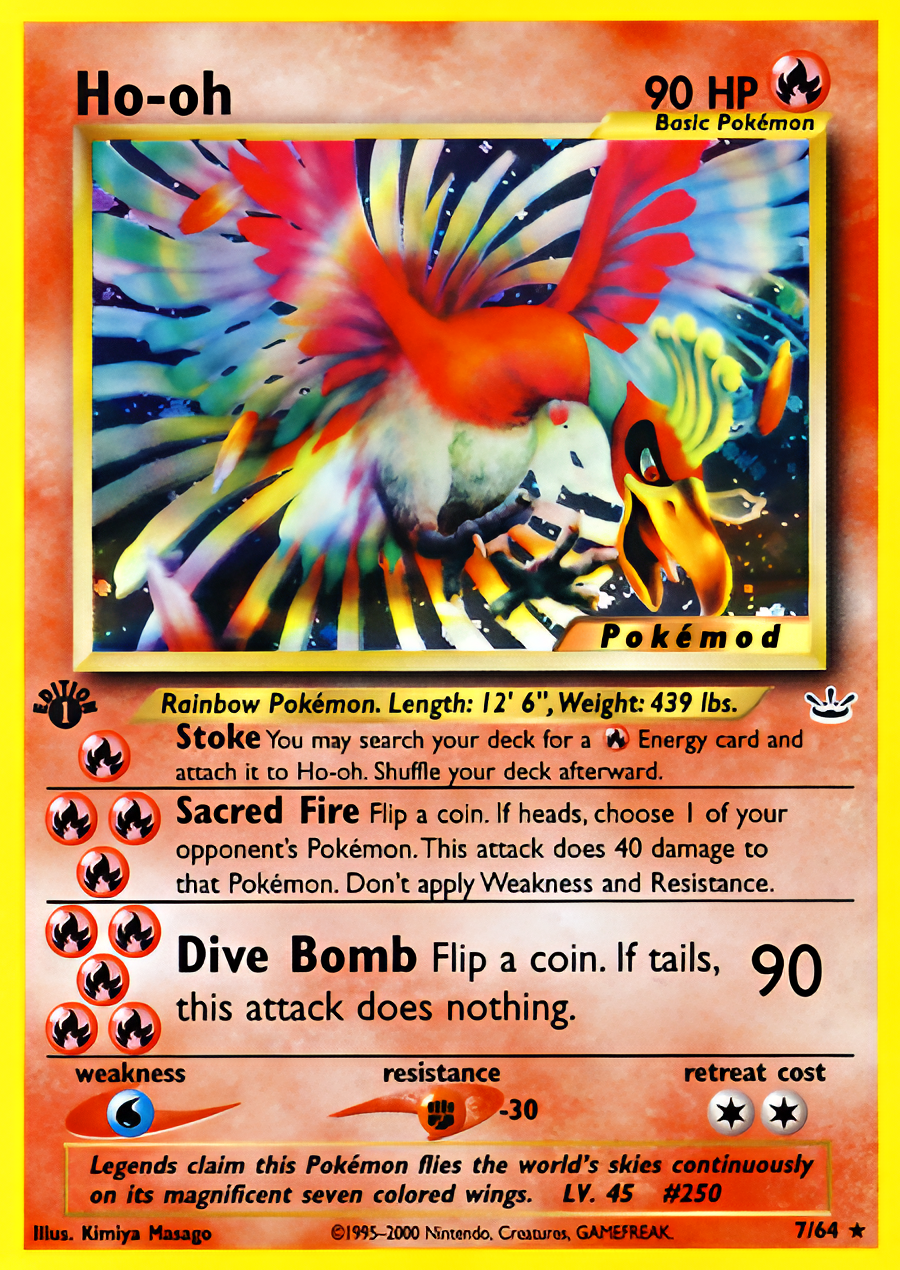 Ho-oh
90 HP
Basic Pokémon
Pokémod
EDITION
1
Rainbow Pokémon. Length: 12' 6", Weight: 439 lbs.
Stoke You may search your deck for a Energy card and
attach it to Ho-oh. Shuffle your deck afterward.
Sacred Fire Flip a coin. If heads, choose 1 of your
opponent's Pokémon. This attack does 40 damage to
that Pokémon. Don't apply Weakness and Resistance.
Dive Bomb Flip a coin. If tails, 90
this attack does nothing.
weakness resistance retreat cost
-30
Legends claim this Pokémon flies the world's skies continuously
on its magnificent seven colored wings. LV. 45 #250
Illus. Kimiya Masago ©1995-2000 Nintendo, Creatures, GAMEFREAK. 7/64 ★